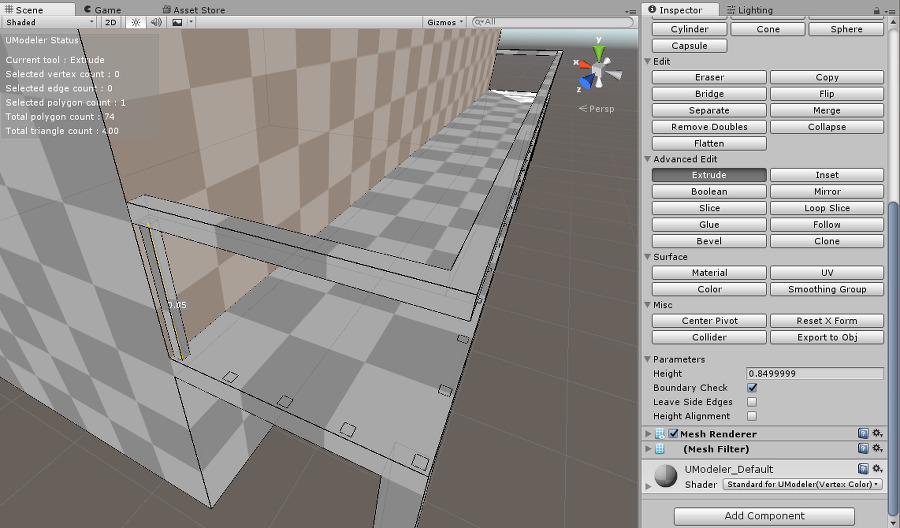 Scene Game Asset Store
Shaded 2D Gizmos All
UModeler Status
Current tool : Extrude
Selected vertex count : 0
Selected edge count : 0
Selected polygon count : 1
Total polygon count : 74
Total triangle count : 400
y
x
z
Persp
0.05
Inspector Lighting
Cylinder Cone Sphere
Capsule
Edit
Eraser Copy
Bridge Flip
Separate Merge
Remove Doubles Collapse
Flatten
Advanced Edit
Extrude Inset
Boolean Mirror
Slice Loop Slice
Glue Follow
Bevel Clone
Surface
Material UV
Color Smoothing Group
Misc
Center Pivot Reset X Form
Collider Export to Obj
Parameters
Height 0.8499999
Boundary Check
Leave Side Edges
Height Alignment
Mesh Renderer
(Mesh Filter)
UModeler_Default
Shader Standard for UModeler(Vertex Color)
Add Component